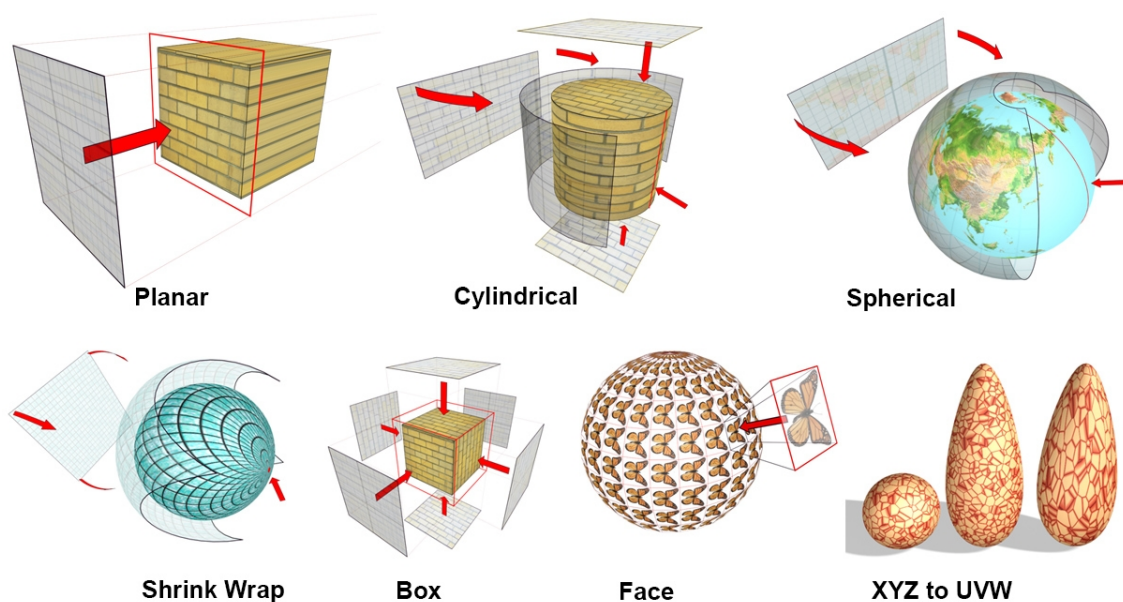 Planar
Cylindrical
Spherical
Shrink Wrap
Box
Face
XYZ to UVW